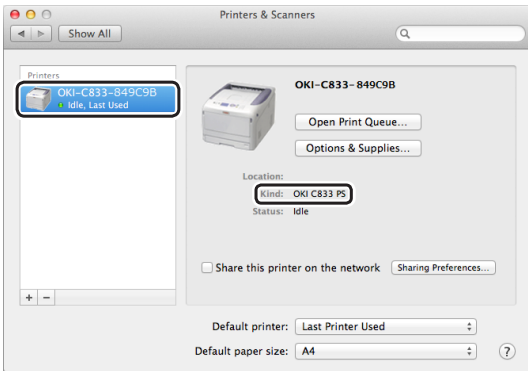 Printers & Scanners
Show All
Printers
OKI-C833-849C9B
Idle, Last Used
OKI-C833-849C9B
Open Print Queue...
Options & Supplies...
Location:
Kind: OKI C833 PS
Status: Idle
Share this printer on the network Sharing Preferences...
+ −
Default printer: Last Printer Used
Default paper size: A4 ?